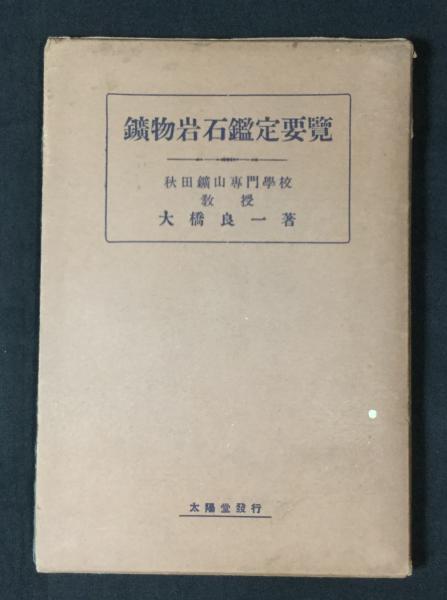 鑛物岩石鑑定要覽
秋田鑛山專門學校
教授
大橋良一著
太陽堂發行